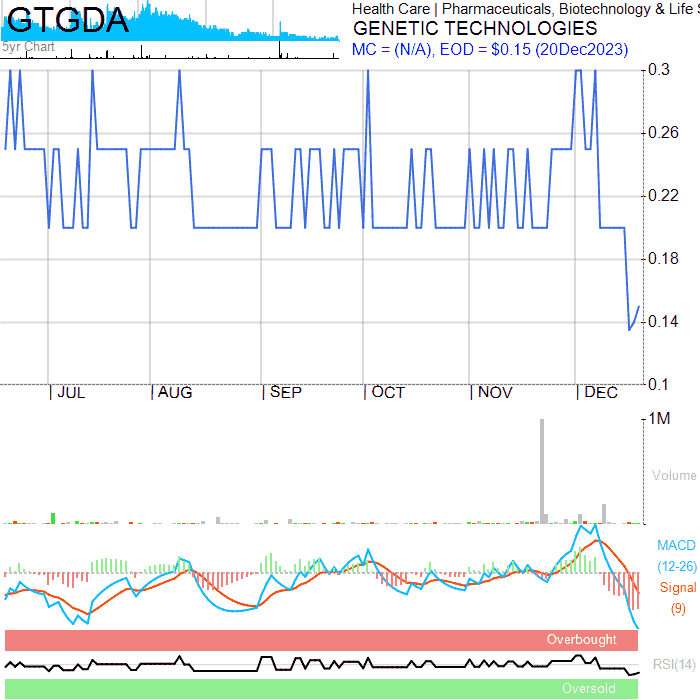 GTGDA
5yr Chart
Health Care | Pharmaceuticals, Biotechnology & Life S
GENETIC TECHNOLOGIES
MC = (N/A), EOD = $0.15 (20Dec2023)
0.3
0.26
0.22
0.18
0.14
0.1
JUL
AUG
SEP
OCT
NOV
DEC
1M
Volume
MACD
(12-26)
Signal
(9)
Overbought
RSI(14)
Oversold